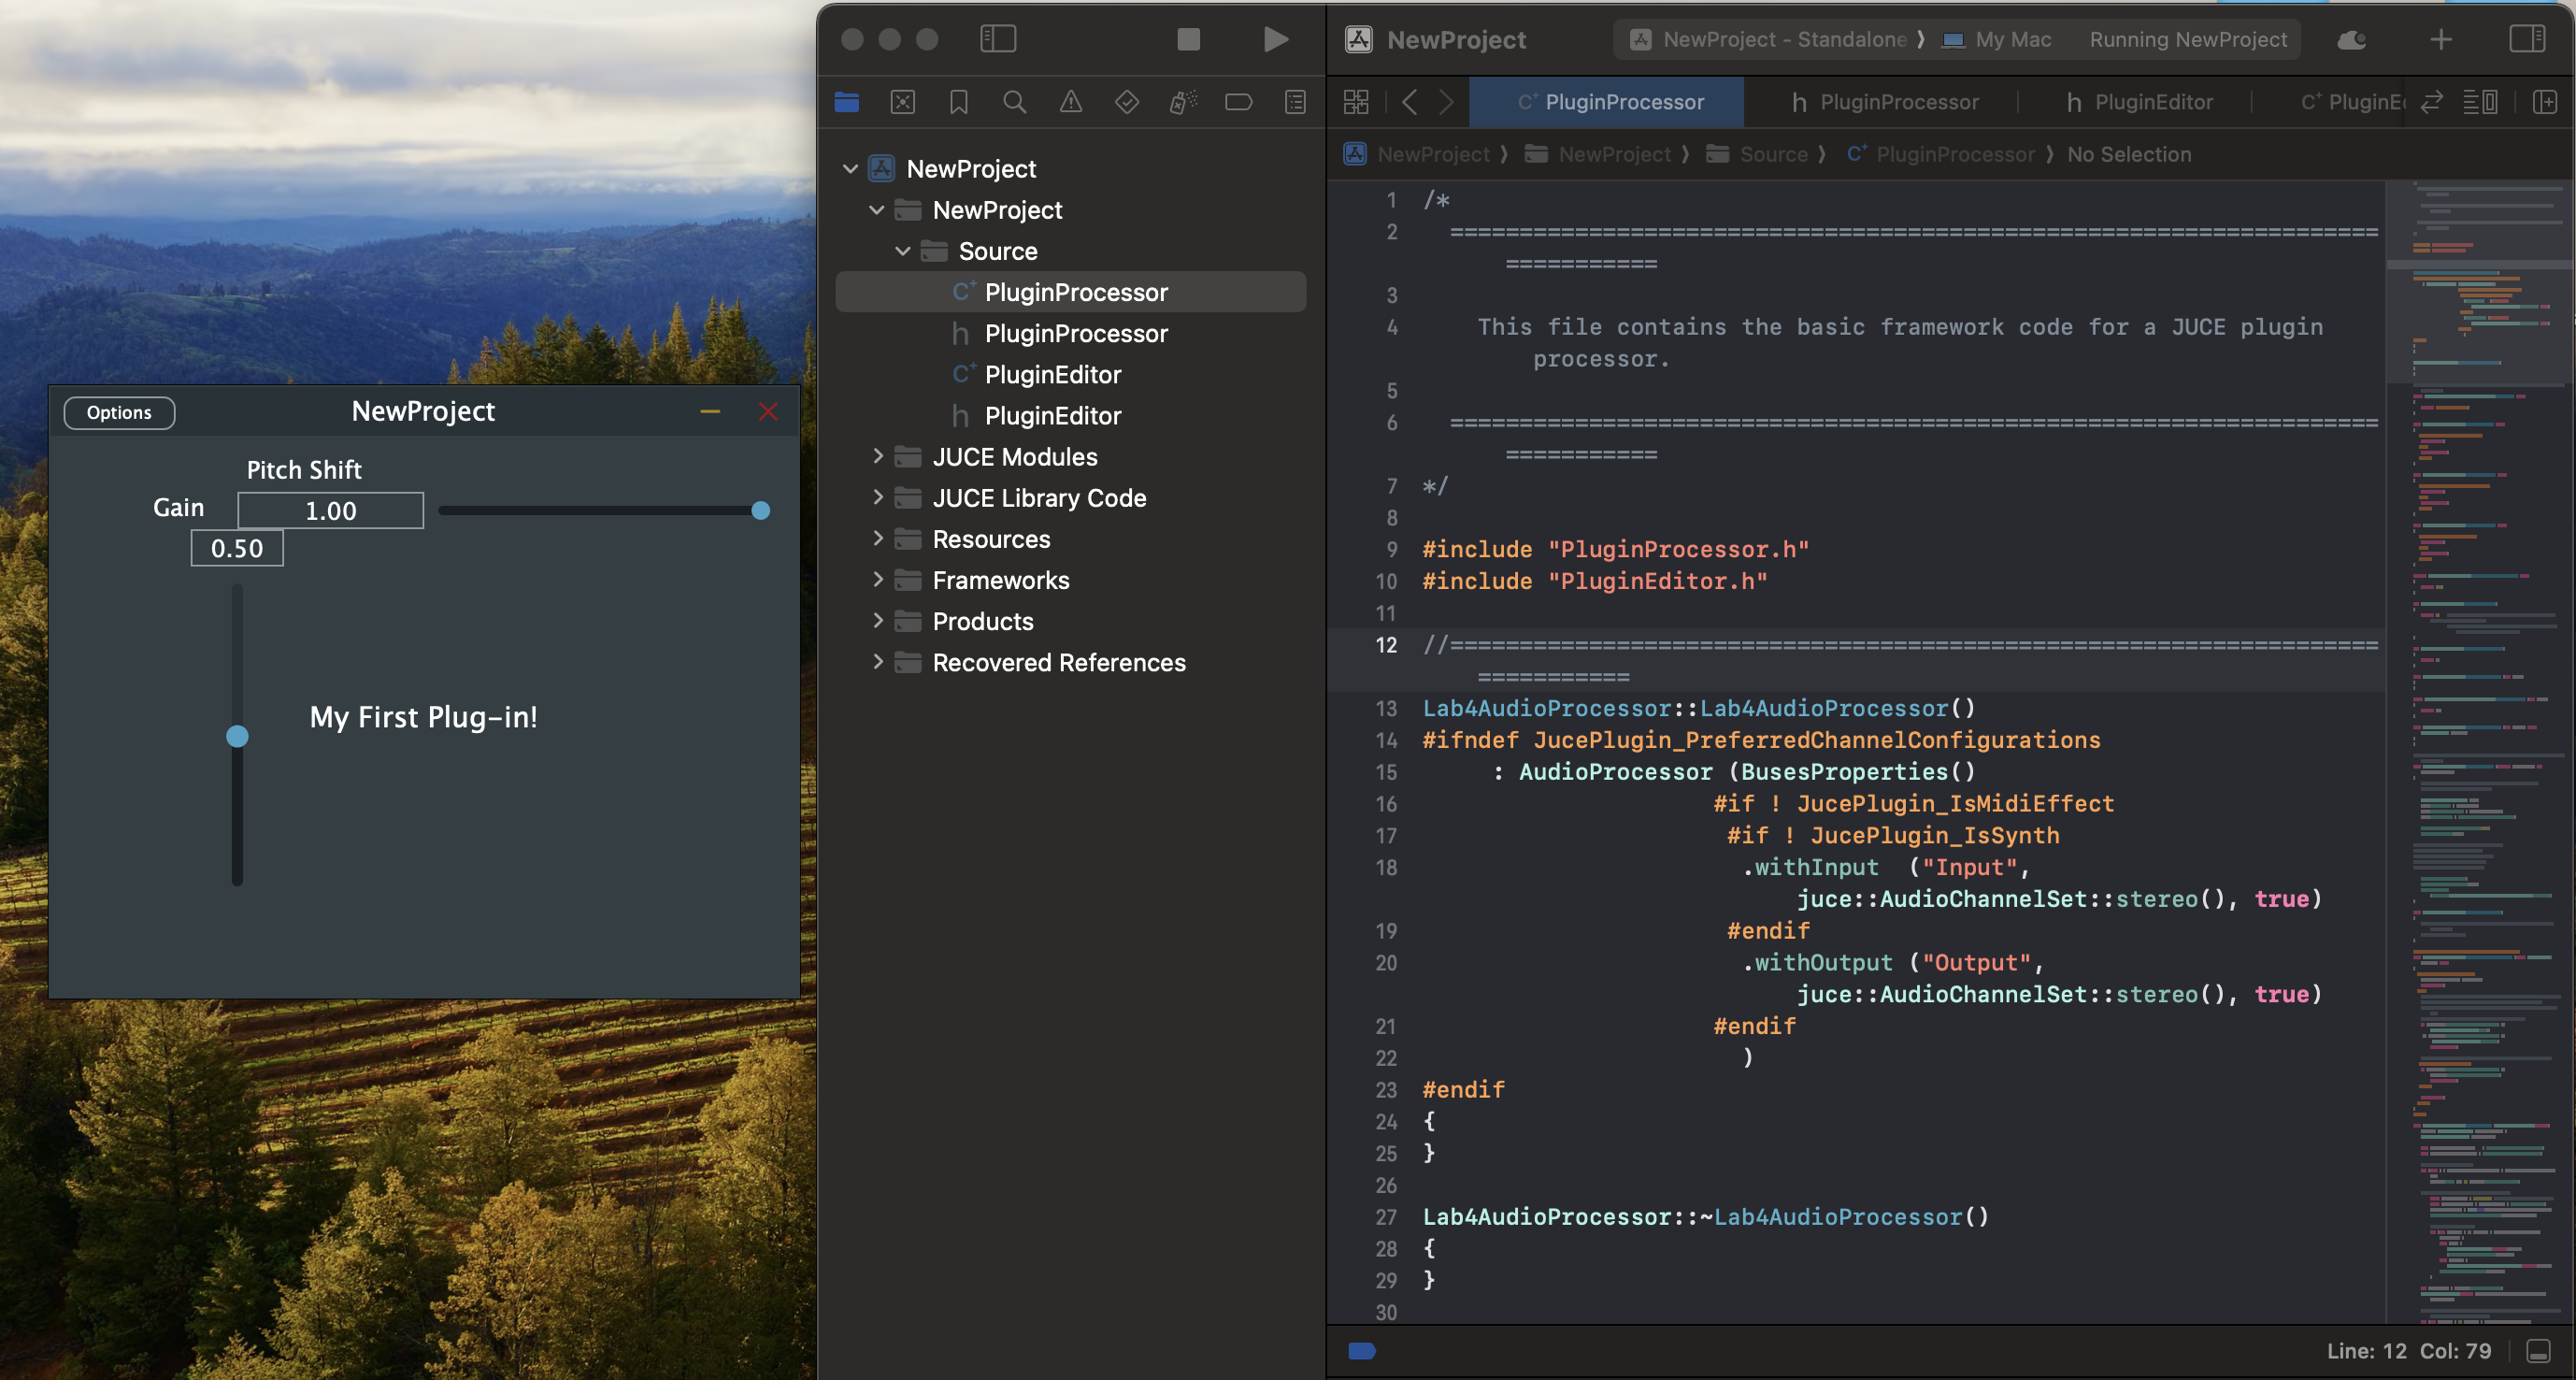 Options
NewProject
Pitch Shift
Gain
1.00
0.50
My First Plug-in!
NewProject
NewProject
Source
PluginProcessor
PluginProcessor
PluginEditor
PluginEditor
JUCE Modules
JUCE Library Code
Resources
Frameworks
Products
Recovered References
NewProject
NewProject - Standalone ⟩ My Mac
Running NewProject
PluginProcessor
h PluginProcessor
h PluginEditor
NewProject ⟩ NewProject ⟩ Source ⟩ PluginProcessor ⟩ No Selection
1 /*
2 ===================================================================
===========
3
4 This file contains the basic framework code for a JUCE plugin
processor.
5
6 ===================================================================
===========
7 */
8
9 #include "PluginProcessor.h"
10 #include "PluginEditor.h"
11
12 //===================================================================
===========
13 Lab4AudioProcessor::Lab4AudioProcessor()
14 #ifndef JucePlugin_PreferredChannelConfigurations
15 : AudioProcessor (BusesProperties()
16 #if ! JucePlugin_IsMidiEffect
17 #if ! JucePlugin_IsSynth
18 .withInput  ("Input",
juce::AudioChannelSet::stereo(), true)
19 #endif
20 .withOutput ("Output",
juce::AudioChannelSet::stereo(), true)
21 #endif
22 )
23 #endif
24 {
25 }
26
27 Lab4AudioProcessor::~Lab4AudioProcessor()
28 {
29 }
30
Line: 12 Col: 79